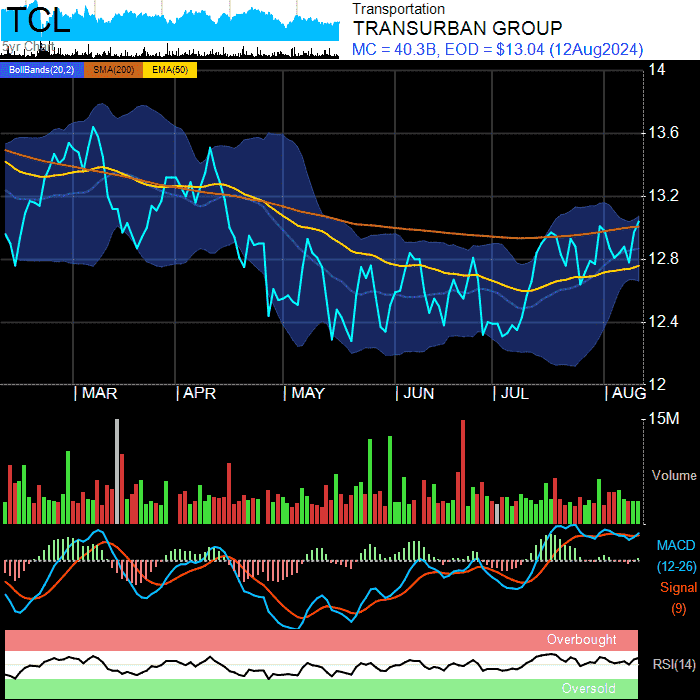 TCL
5yr Chart
Transportation
TRANSURBAN GROUP
MC = 40.3B, EOD = $13.04 (12Aug2024)
BollBands(20,2) SMA(200) EMA(50)
14
13.6
13.2
12.8
12.4
12
MAR APR MAY JUN JUL AUG
15M
Volume
MACD
(12-26)
Signal
(9)
Overbought
RSI(14)
Oversold